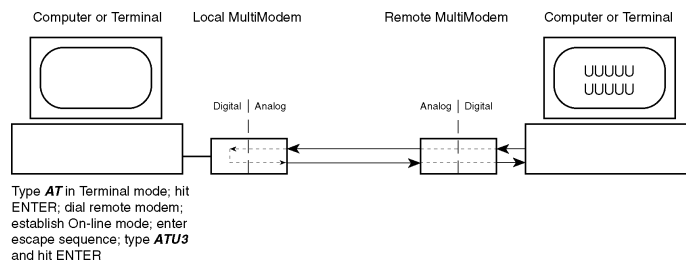 Computer or Terminal Local MultiModem Remote MultiModem Computer or Terminal
UUUUU
UUUUU
Digital Analog Analog Digital
Type AT in Terminal mode; hit
ENTER; dial remote modem;
establish On-line mode; enter
escape sequence; type ATU3
and hit ENTER